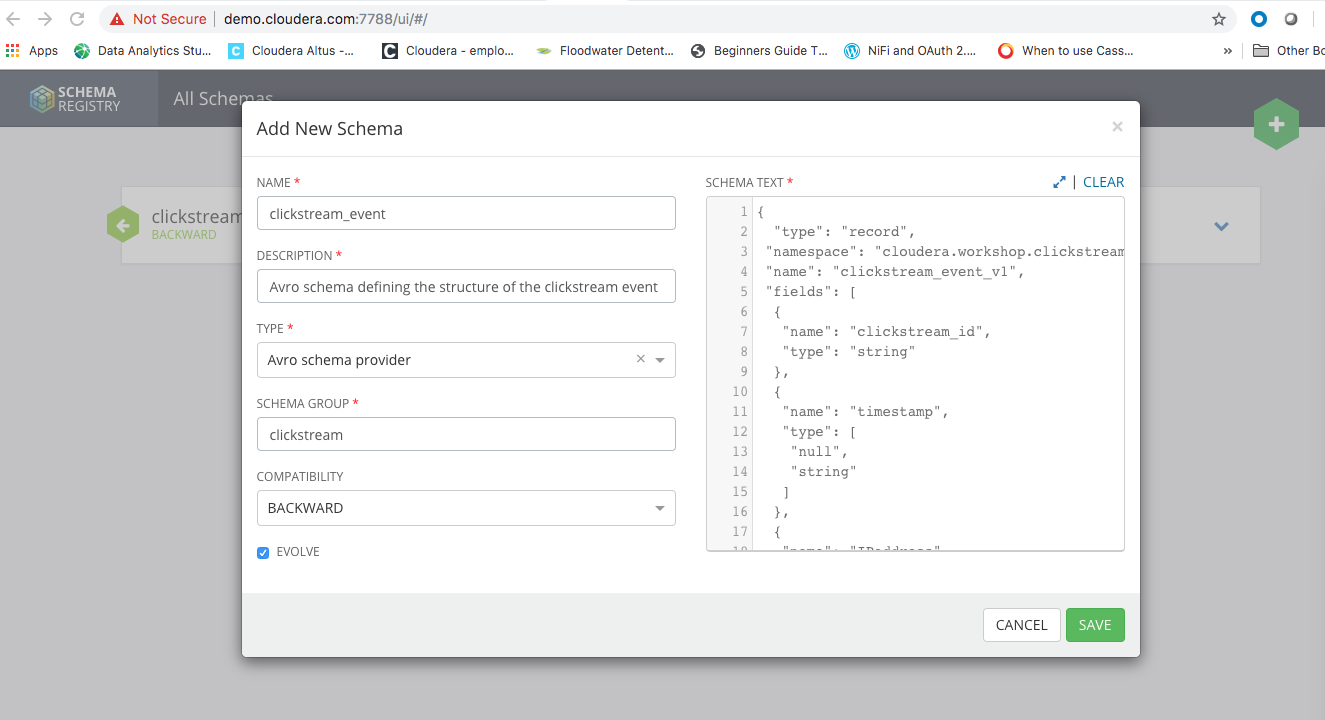 Not Secure | demo.cloudera.com:7788/ui/#/
Apps Data Analytics Stu... Cloudera Altus -... Cloudera - emplo... Floodwater Detent... Beginners Guide T... NiFi and OAuth 2.... When to use Cass... » Other Bo
SCHEMA
REGISTRY
All Schemas
clickstream
BACKWARD
Add New Schema
×
NAME *
clickstream_event
DESCRIPTION *
Avro schema defining the structure of the clickstream event
TYPE *
Avro schema provider ×
SCHEMA GROUP *
clickstream
COMPATIBILITY
BACKWARD
EVOLVE
SCHEMA TEXT * | CLEAR
1 {
2 "type": "record",
3 "namespace": "cloudera.workshop.clickstream
4 "name": "clickstream_event_v1",
5 "fields": [
6 {
7 "name": "clickstream_id",
8 "type": "string"
9 },
10 {
11 "name": "timestamp",
12 "type": [
13 "null",
14 "string"
15 ]
16 },
17 {
18 "name": "IPaddress"
CANCEL SAVE